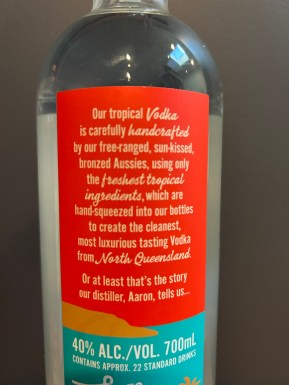 Our tropical Vodka
is carefully handcrafted
by our free-ranged, sun-kissed,
bronzed Aussies, using only
the freshest tropical
ingredients, which are
hand-squeezed into our bottles
to create the cleanest,
most luxurious tasting Vodka
from North Queensland.
Or at least that's the story
our distiller, Aaron, tells us...
40% ALC./VOL. 700mL
CONTAINS APPROX. 22 STANDARD DRINKS